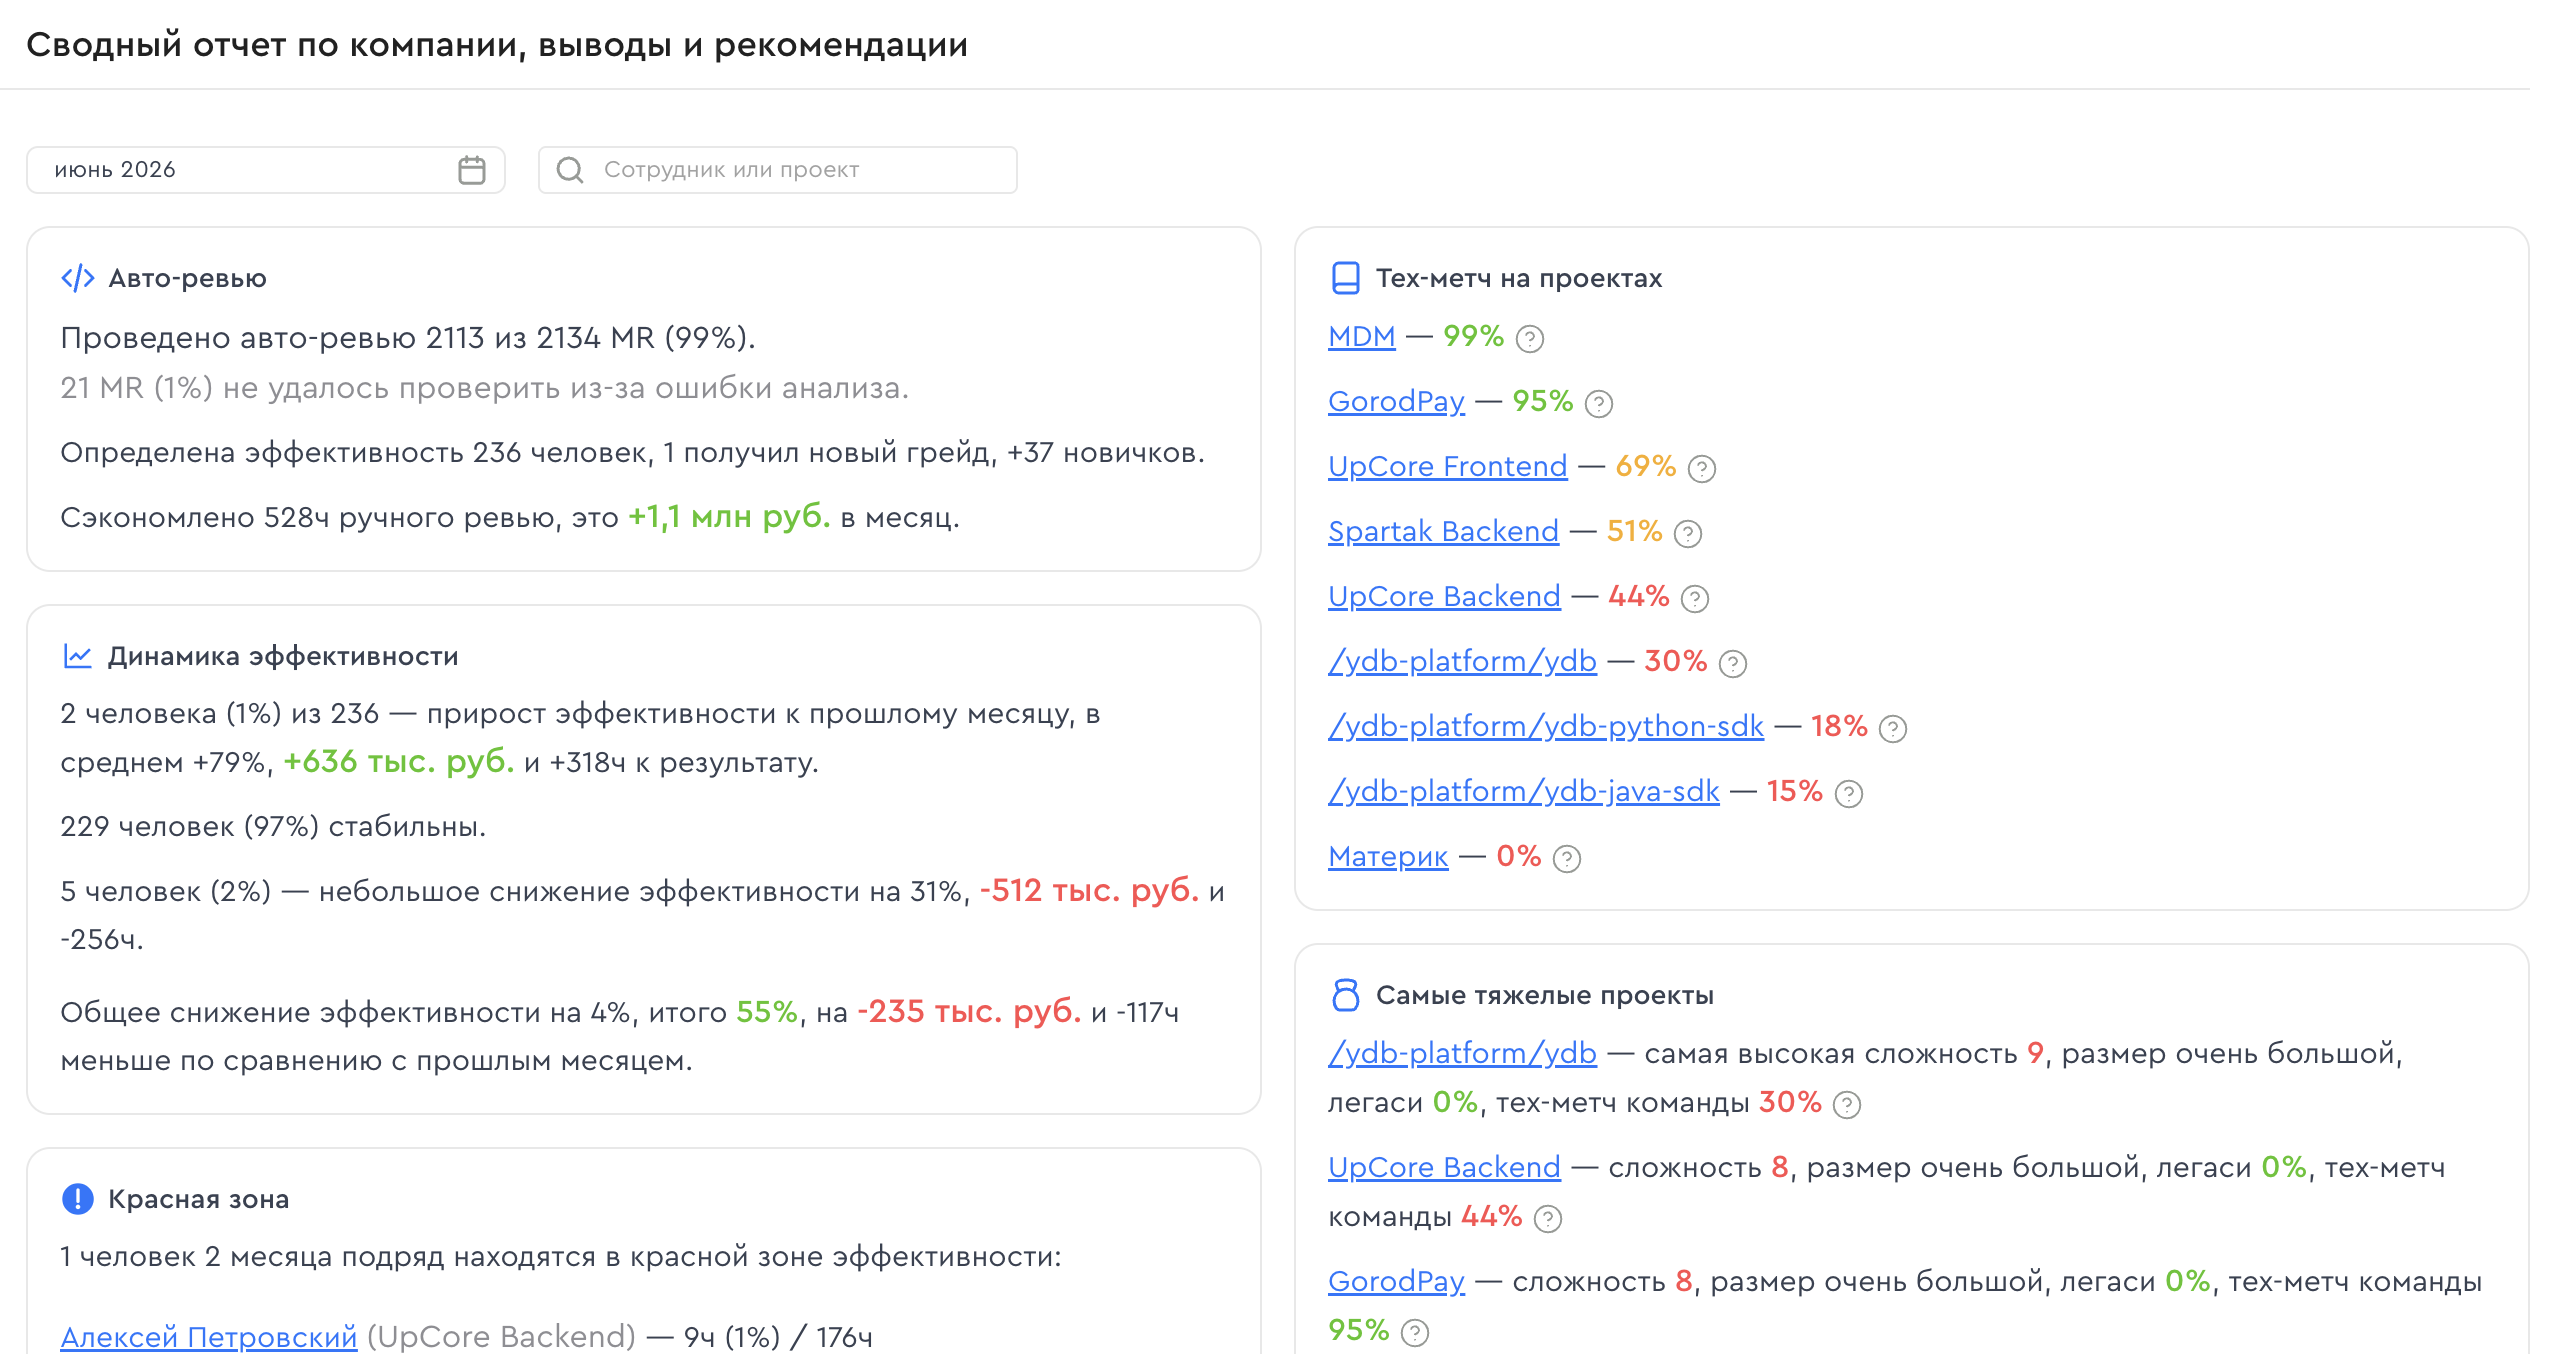 Сводный отчет по компании, выводы и рекомендации
июнь 2026
Сотрудник или проект
Авто-ревью
Проведено авто-ревью 2113 из 2134 MR (99%).
21 MR (1%) не удалось проверить из-за ошибки анализа.
Определена эффективность 236 человек, 1 получил новый грейд, +37 новичков.
Сэкономлено 528ч ручного ревью, это +1,1 млн руб. в месяц.
Динамика эффективности
2 человека (1%) из 236 — прирост эффективности к прошлому месяцу, в
среднем +79%, +636 тыс. руб. и +318ч к результату.
229 человек (97%) стабильны.
5 человек (2%) — небольшое снижение эффективности на 31%, -512 тыс. руб. и
-256ч.
Общее снижение эффективности на 4%, итого 55%, на -235 тыс. руб. и -117ч
меньше по сравнению с прошлым месяцем.
Красная зона
1 человек 2 месяца подряд находятся в красной зоне эффективности:
Алексей Петровский (UpCore Backend) — 9ч (1%) / 176ч
Тех-метч на проектах
MDM — 99% ?
GorodPay — 95% ?
UpCore Frontend — 69% ?
Spartak Backend — 51% ?
UpCore Backend — 44% ?
/ydb-platform/ydb — 30% ?
/ydb-platform/ydb-python-sdk — 18% ?
/ydb-platform/ydb-java-sdk — 15% ?
Материк — 0% ?
Самые тяжелые проекты
/ydb-platform/ydb — самая высокая сложность 9, размер очень большой,
легаси 0%, тех-метч команды 30% ?
UpCore Backend — сложность 8, размер очень большой, легаси 0%, тех-метч
команды 44% ?
GorodPay — сложность 8, размер очень большой, легаси 0%, тех-метч команды
95% ?